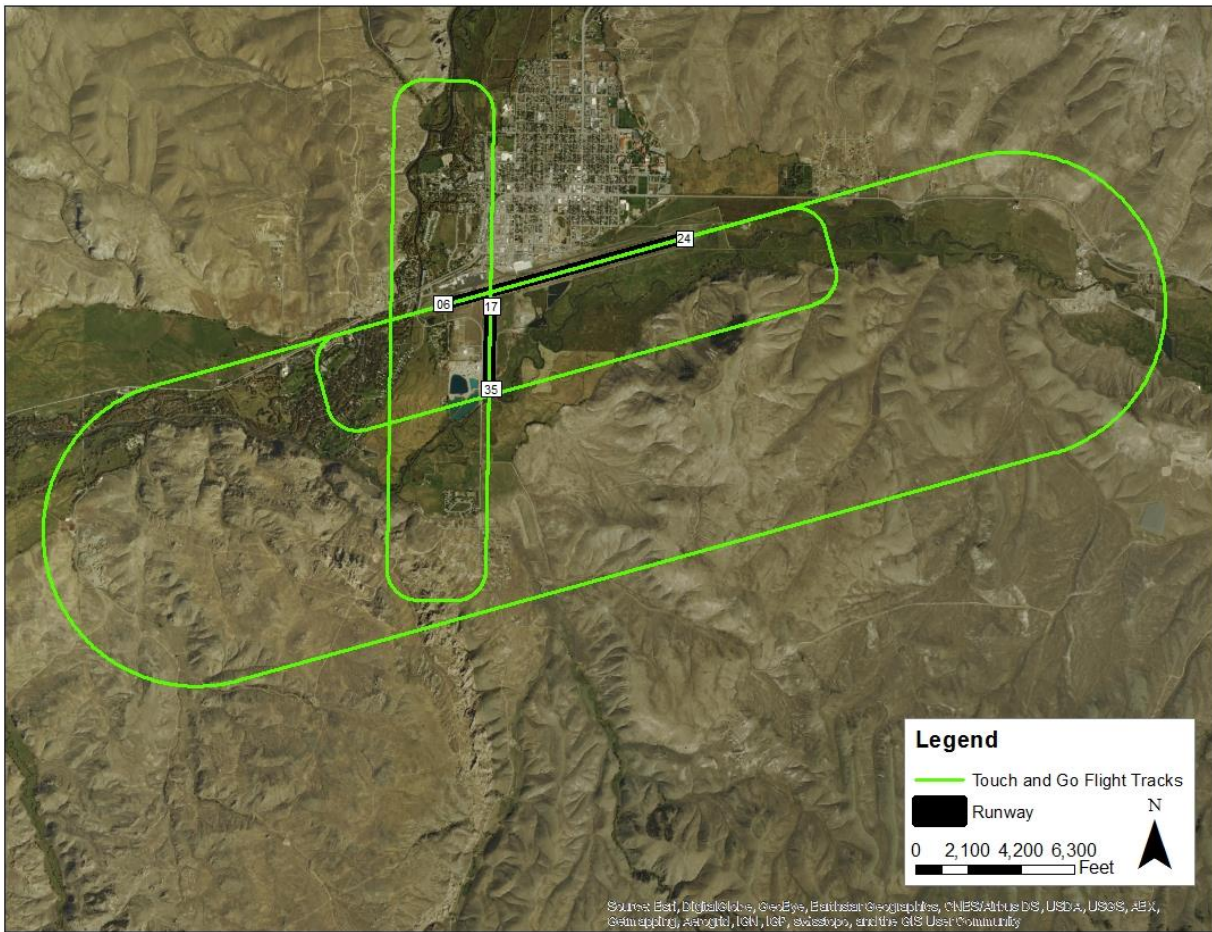 24
06
17
35
Legend
Touch and Go Flight Tracks
Runway
N
0 2,100 4,200 6,300
Feet
Source: Esri, DigitalGlobe, GeoEye, Earthstar Geographics, CNES/Airbus DS, USDA, USGS, AEX,
Getmapping, Aerogrid, IGN, IGP, swisstopo, and the GIS User Community